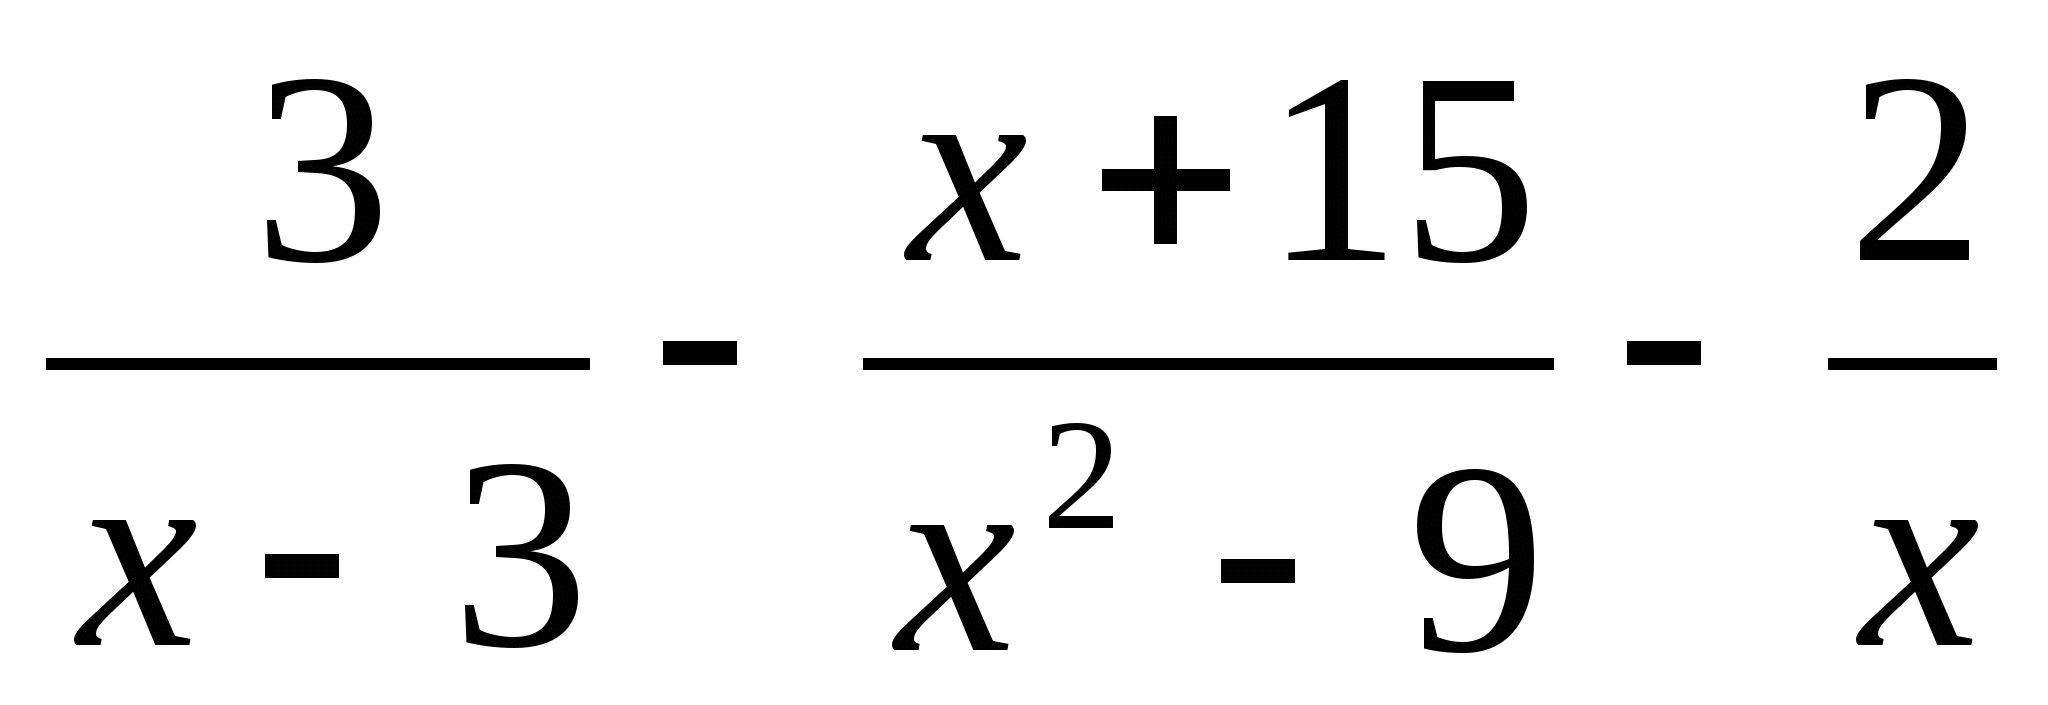 3/(x - 3) - (x + 15)/(x² - 9) - 2/x